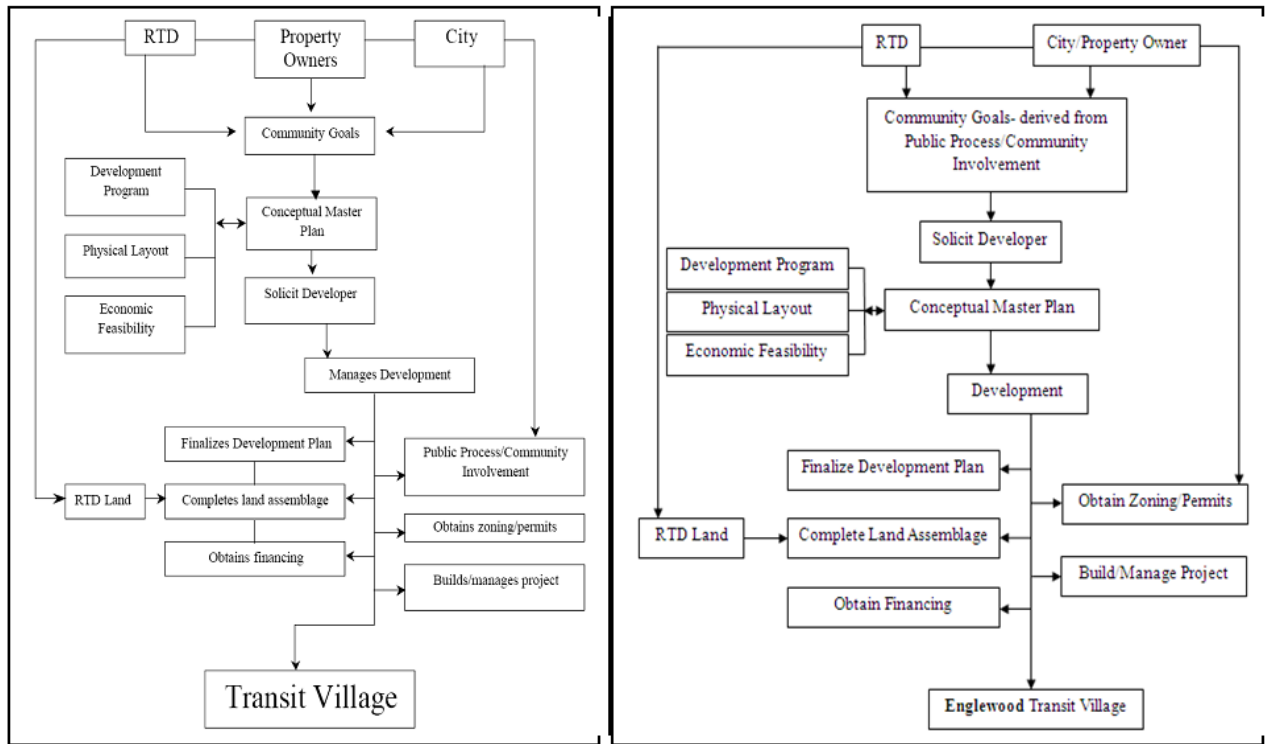 RTD
Property
Owners
City
Community Goals
Development
Program
Conceptual Master
Plan
Physical Layout
Solicit Developer
Economic
Feasibility
Manages Development
Finalizes Development Plan
Public Process/Community
Involvement
RTD Land
Completes land assemblage
Obtains zoning/permits
Obtains financing
Builds/manages project
Transit Village
RTD
City/Property Owner
Community Goals- derived from
Public Process/Community
Involvement
Solicit Developer
Development Program
Physical Layout
Conceptual Master Plan
Economic Feasibility
Development
Finalize Development Plan
Obtain Zoning/Permits
RTD Land
Complete Land Assemblage
Build/Manage Project
Obtain Financing
Englewood Transit Village